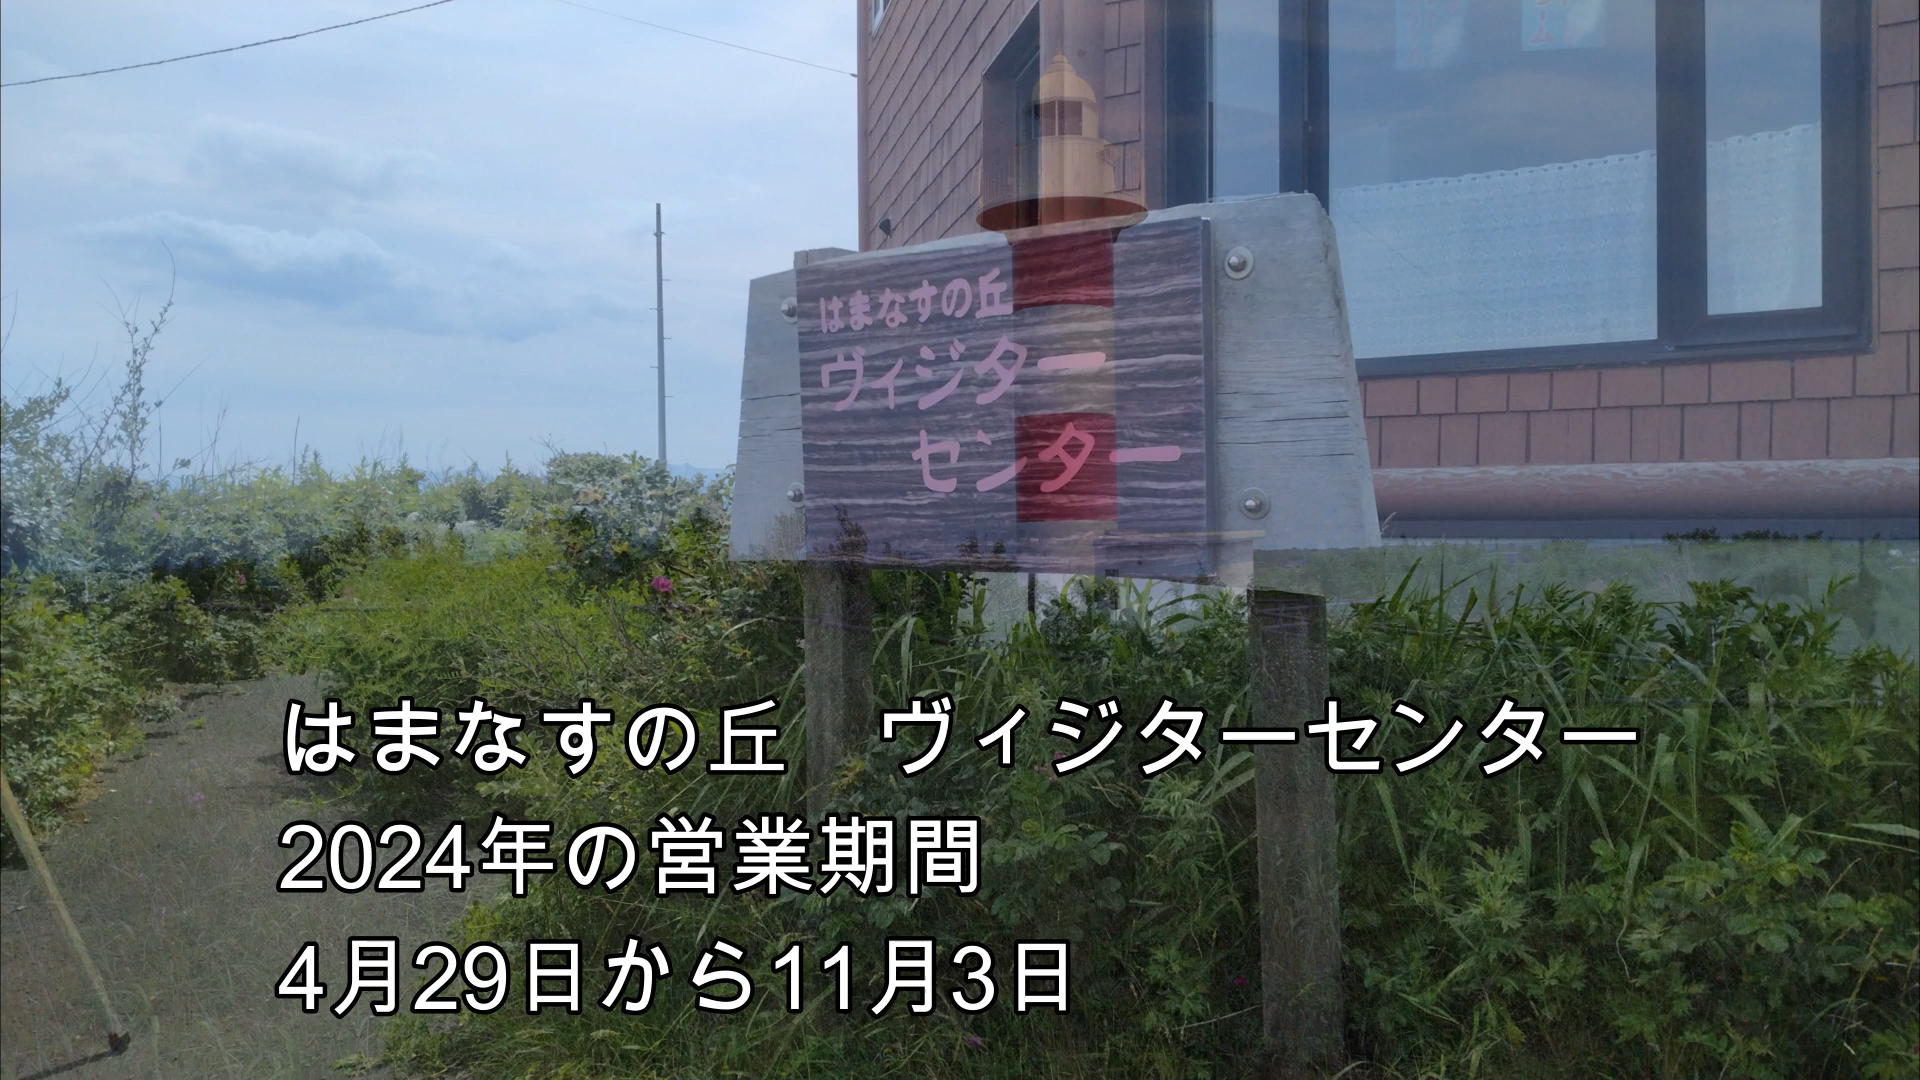 はまなすの丘
ヴィジター
センター
はまなすの丘　ヴィジターセンター
2024年の営業期間
4月29日から11月3日